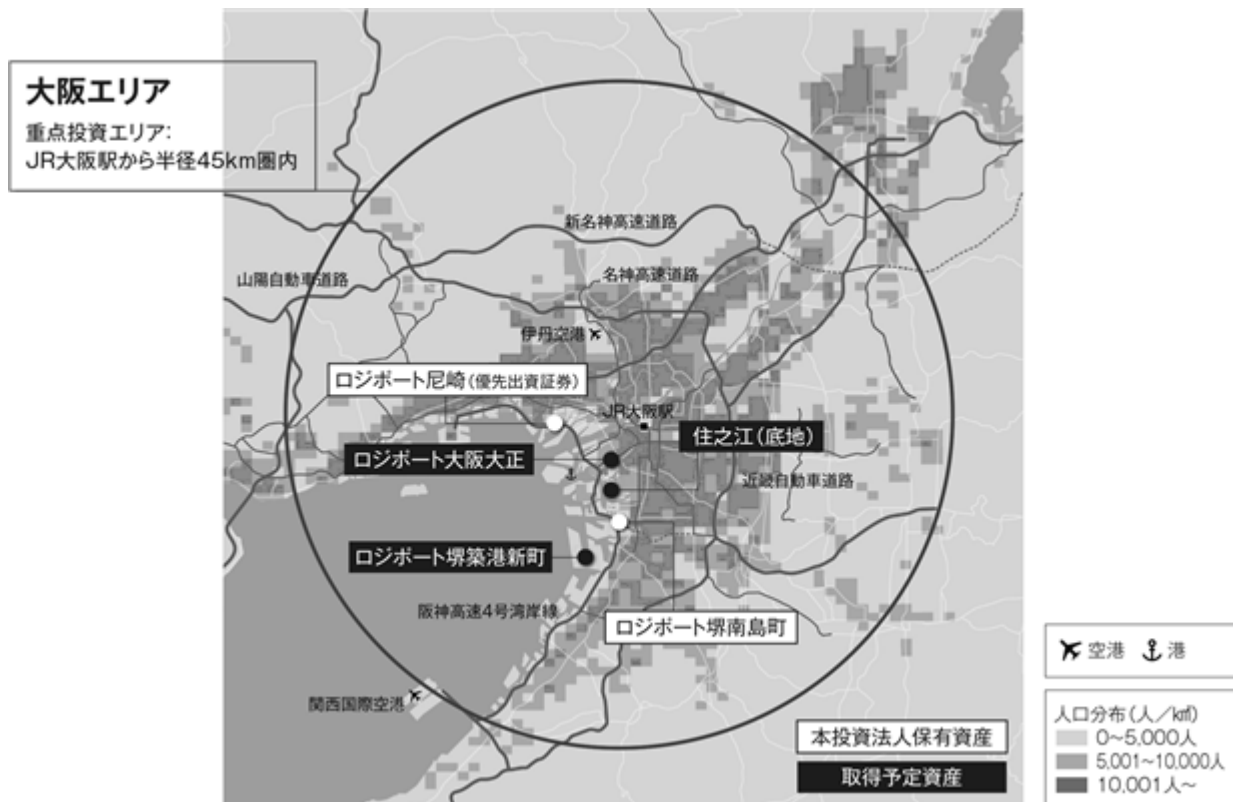 大阪エリア
重点投資エリア：
JR大阪駅から半径45km圏内
新名神高速道路
山陽自動車道路
名神高速道路
伊丹空港
ロジポート尼崎(優先出資証券)
JR大阪駅
住之江(底地)
ロジポート大阪大正
近畿自動車道路
ロジポート堺築港新町
阪神高速4号湾岸線
ロジポート堺南島町
関西国際空港
空港 港
本投資法人保有資産
取得予定資産
人口分布(人/㎢)
0〜5,000人
5,001〜10,000人
10,001人〜